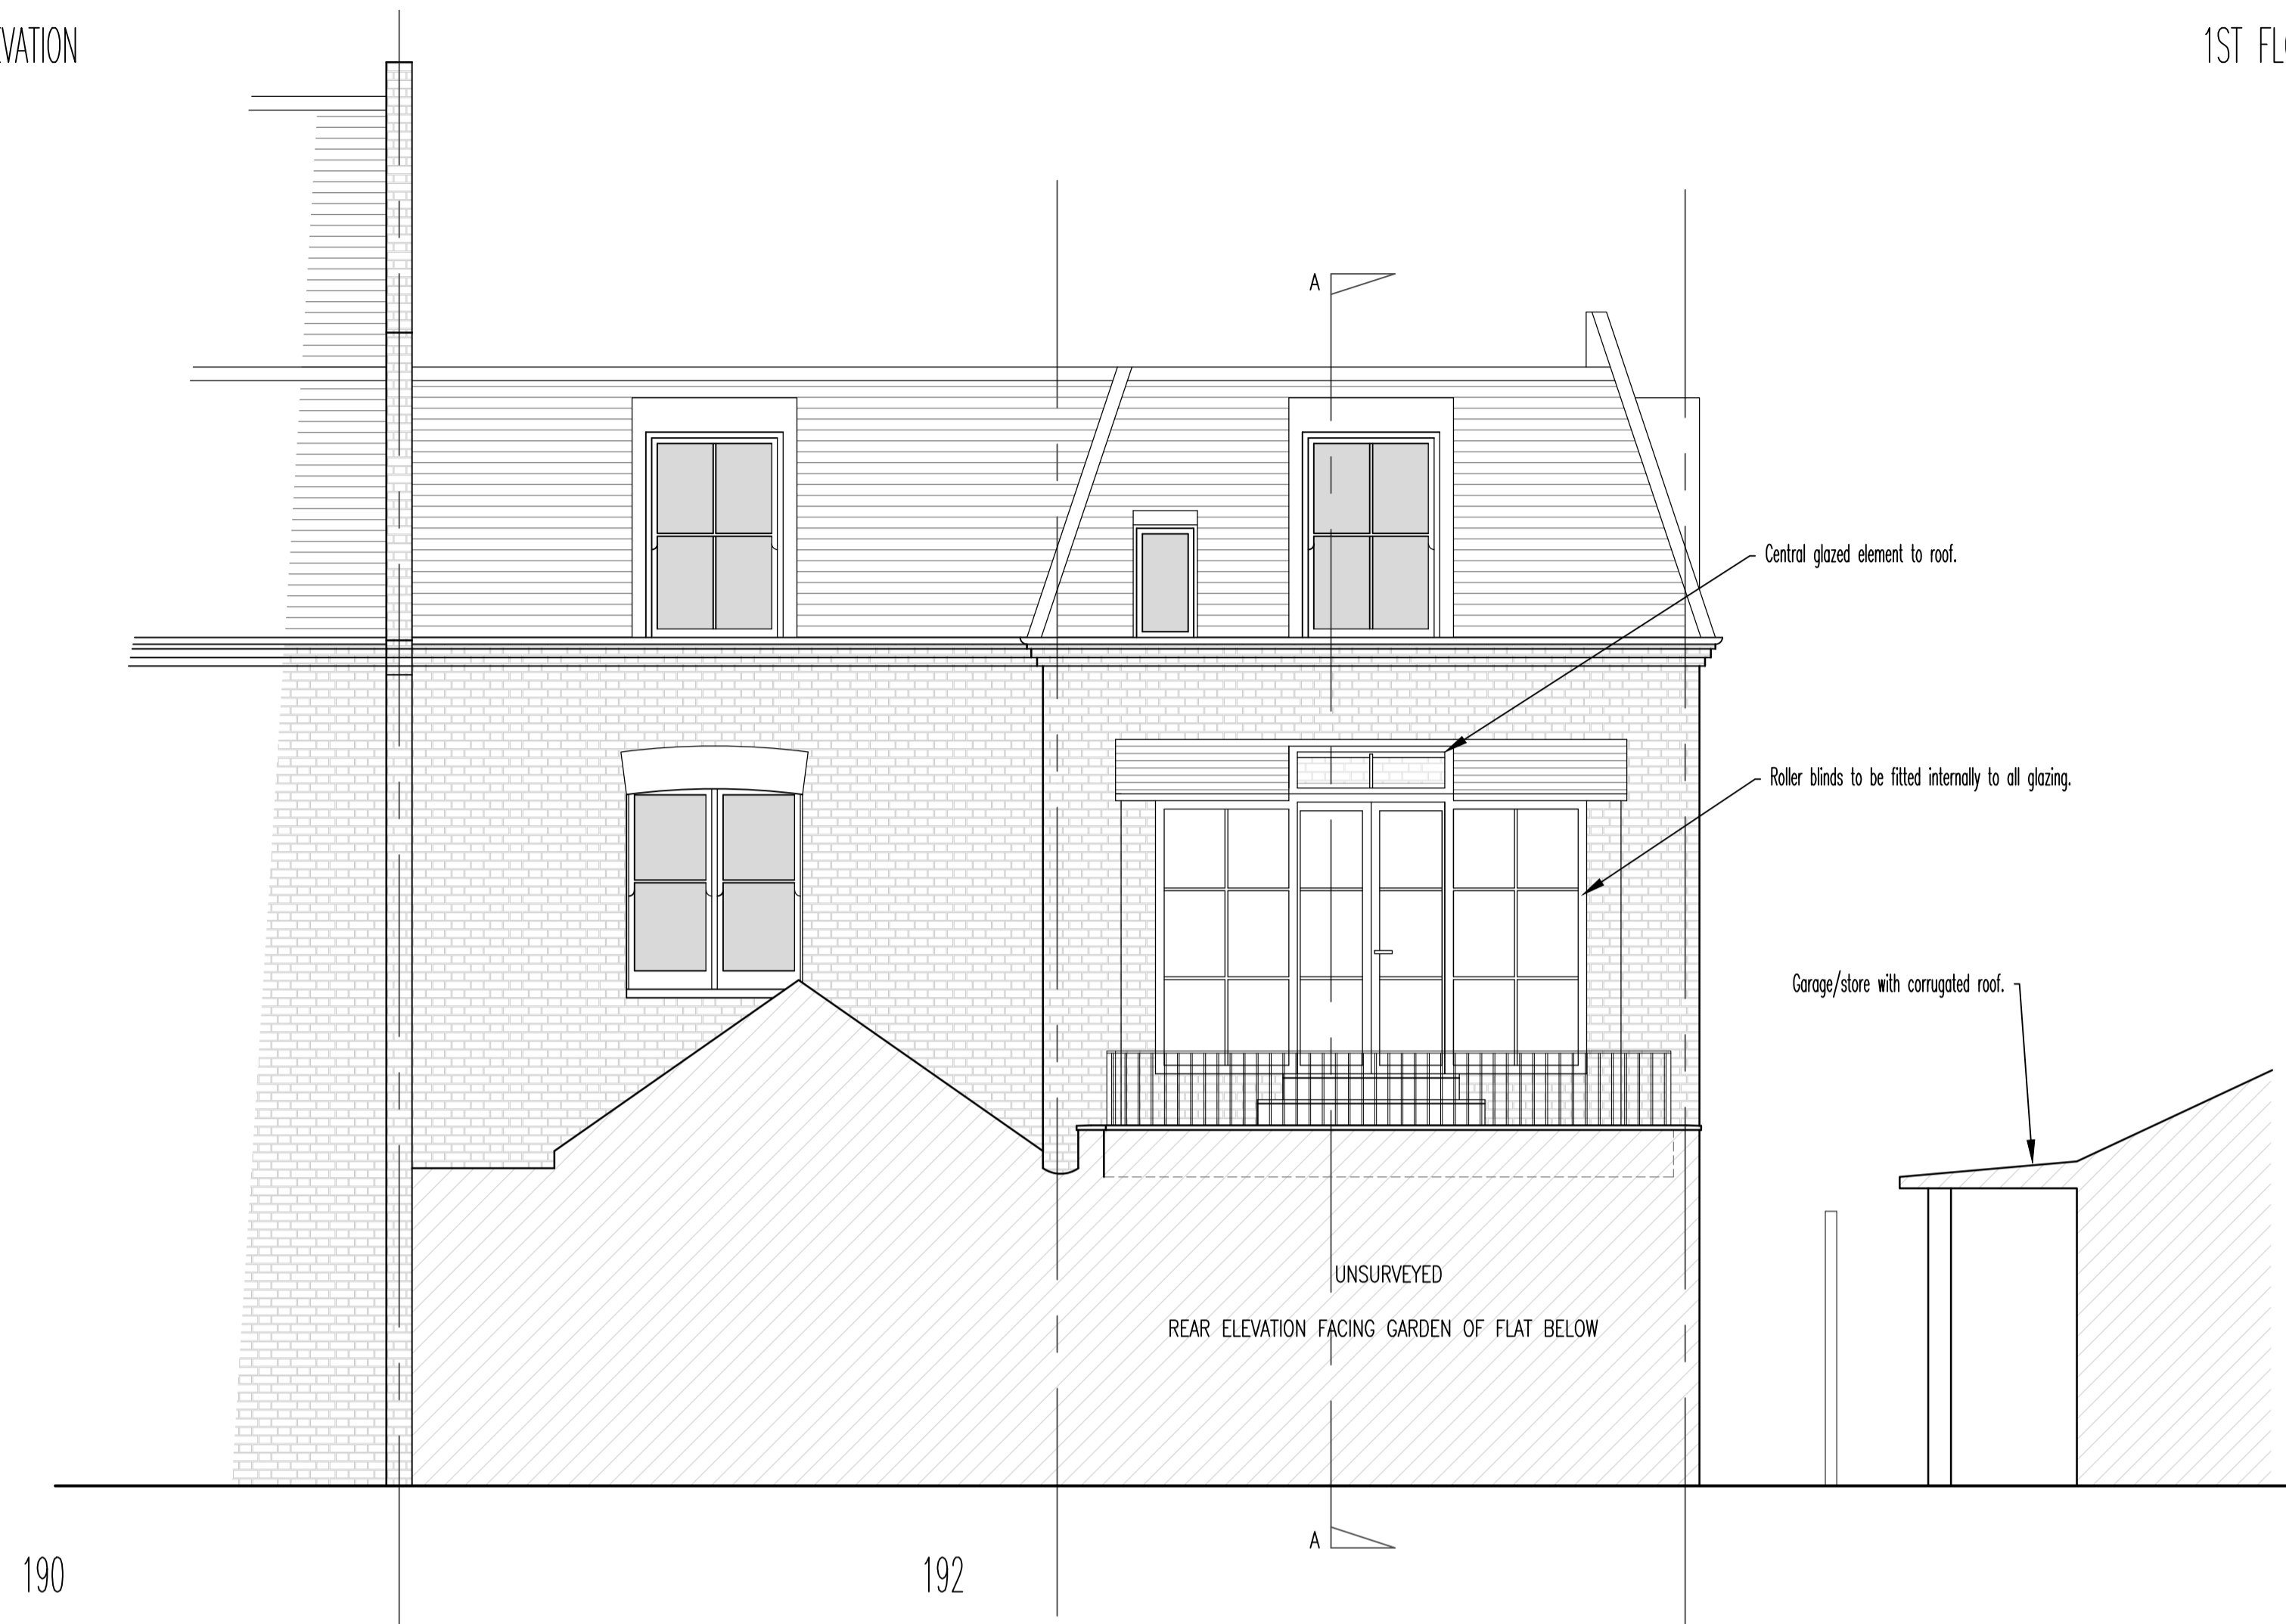 VATION
1ST FL
A
Central glazed element to roof.
Roller blinds to be fitted internally to all glazing.
Garage/store with corrugated roof.
UNSURVEYED
REAR ELEVATION FACING GARDEN OF FLAT BELOW
A
190
192